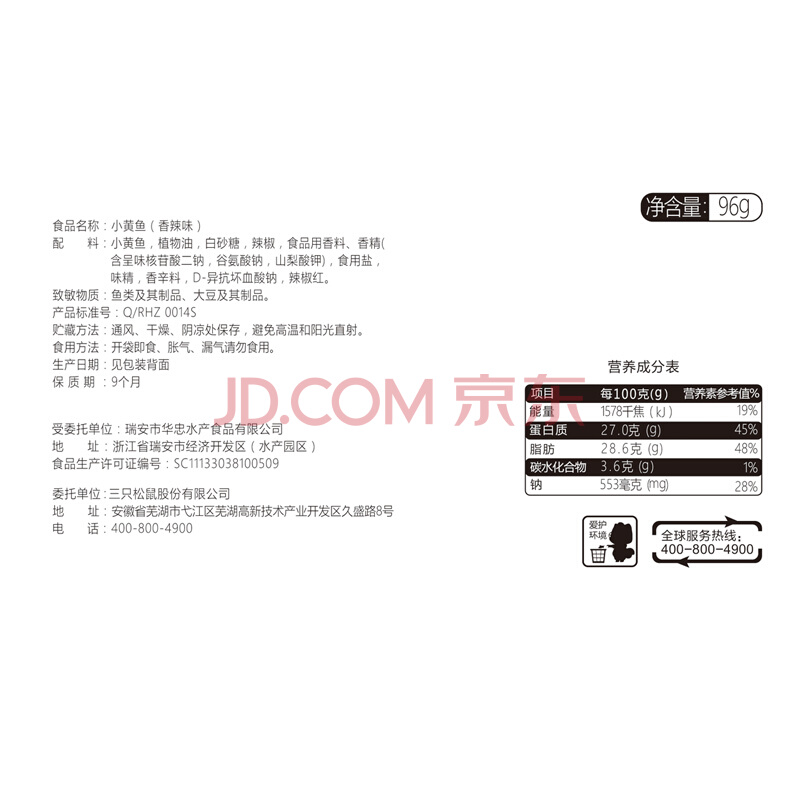 净含量: 96g
食品名称：小黄鱼（香辣味）
配 料：小黄鱼，植物油，白砂糖，辣椒，食品用香料、香精(
含呈味核苷酸二钠，谷氨酸钠，山梨酸钾)，食用盐，
味精，香辛料，D-异抗坏血酸钠，辣椒红。
致敏物质：鱼类及其制品、大豆及其制品。
产品标准号：Q/RHZ 0014S
贮藏方法：通风、干燥、阴凉处保存，避免高温和阳光直射。
食用方法：开袋即食、胀气、漏气请勿食用。
生产日期：见包装背面
保 质 期：9个月
受委托单位：瑞安市华忠水产食品有限公司
地 址：浙江省瑞安市经济开发区（水产园区）
食品生产许可证编号：SC11133038100509
委托单位:三只松鼠股份有限公司
地 址：安徽省芜湖市弋江区芜湖高新技术产业开发区久盛路8号
电 话：400-800-4900
营养成分表
项目 每100克(g) 营养素参考值%
能量 1578千焦（kJ） 19%
蛋白质 27.0克 (g) 45%
脂肪 28.6克 (g) 48%
碳水化合物 3.6克 (g) 1%
钠 553毫克 (mg) 28%
爱护
环境
全球服务热线：
400-800-4900
JD.COM 京东